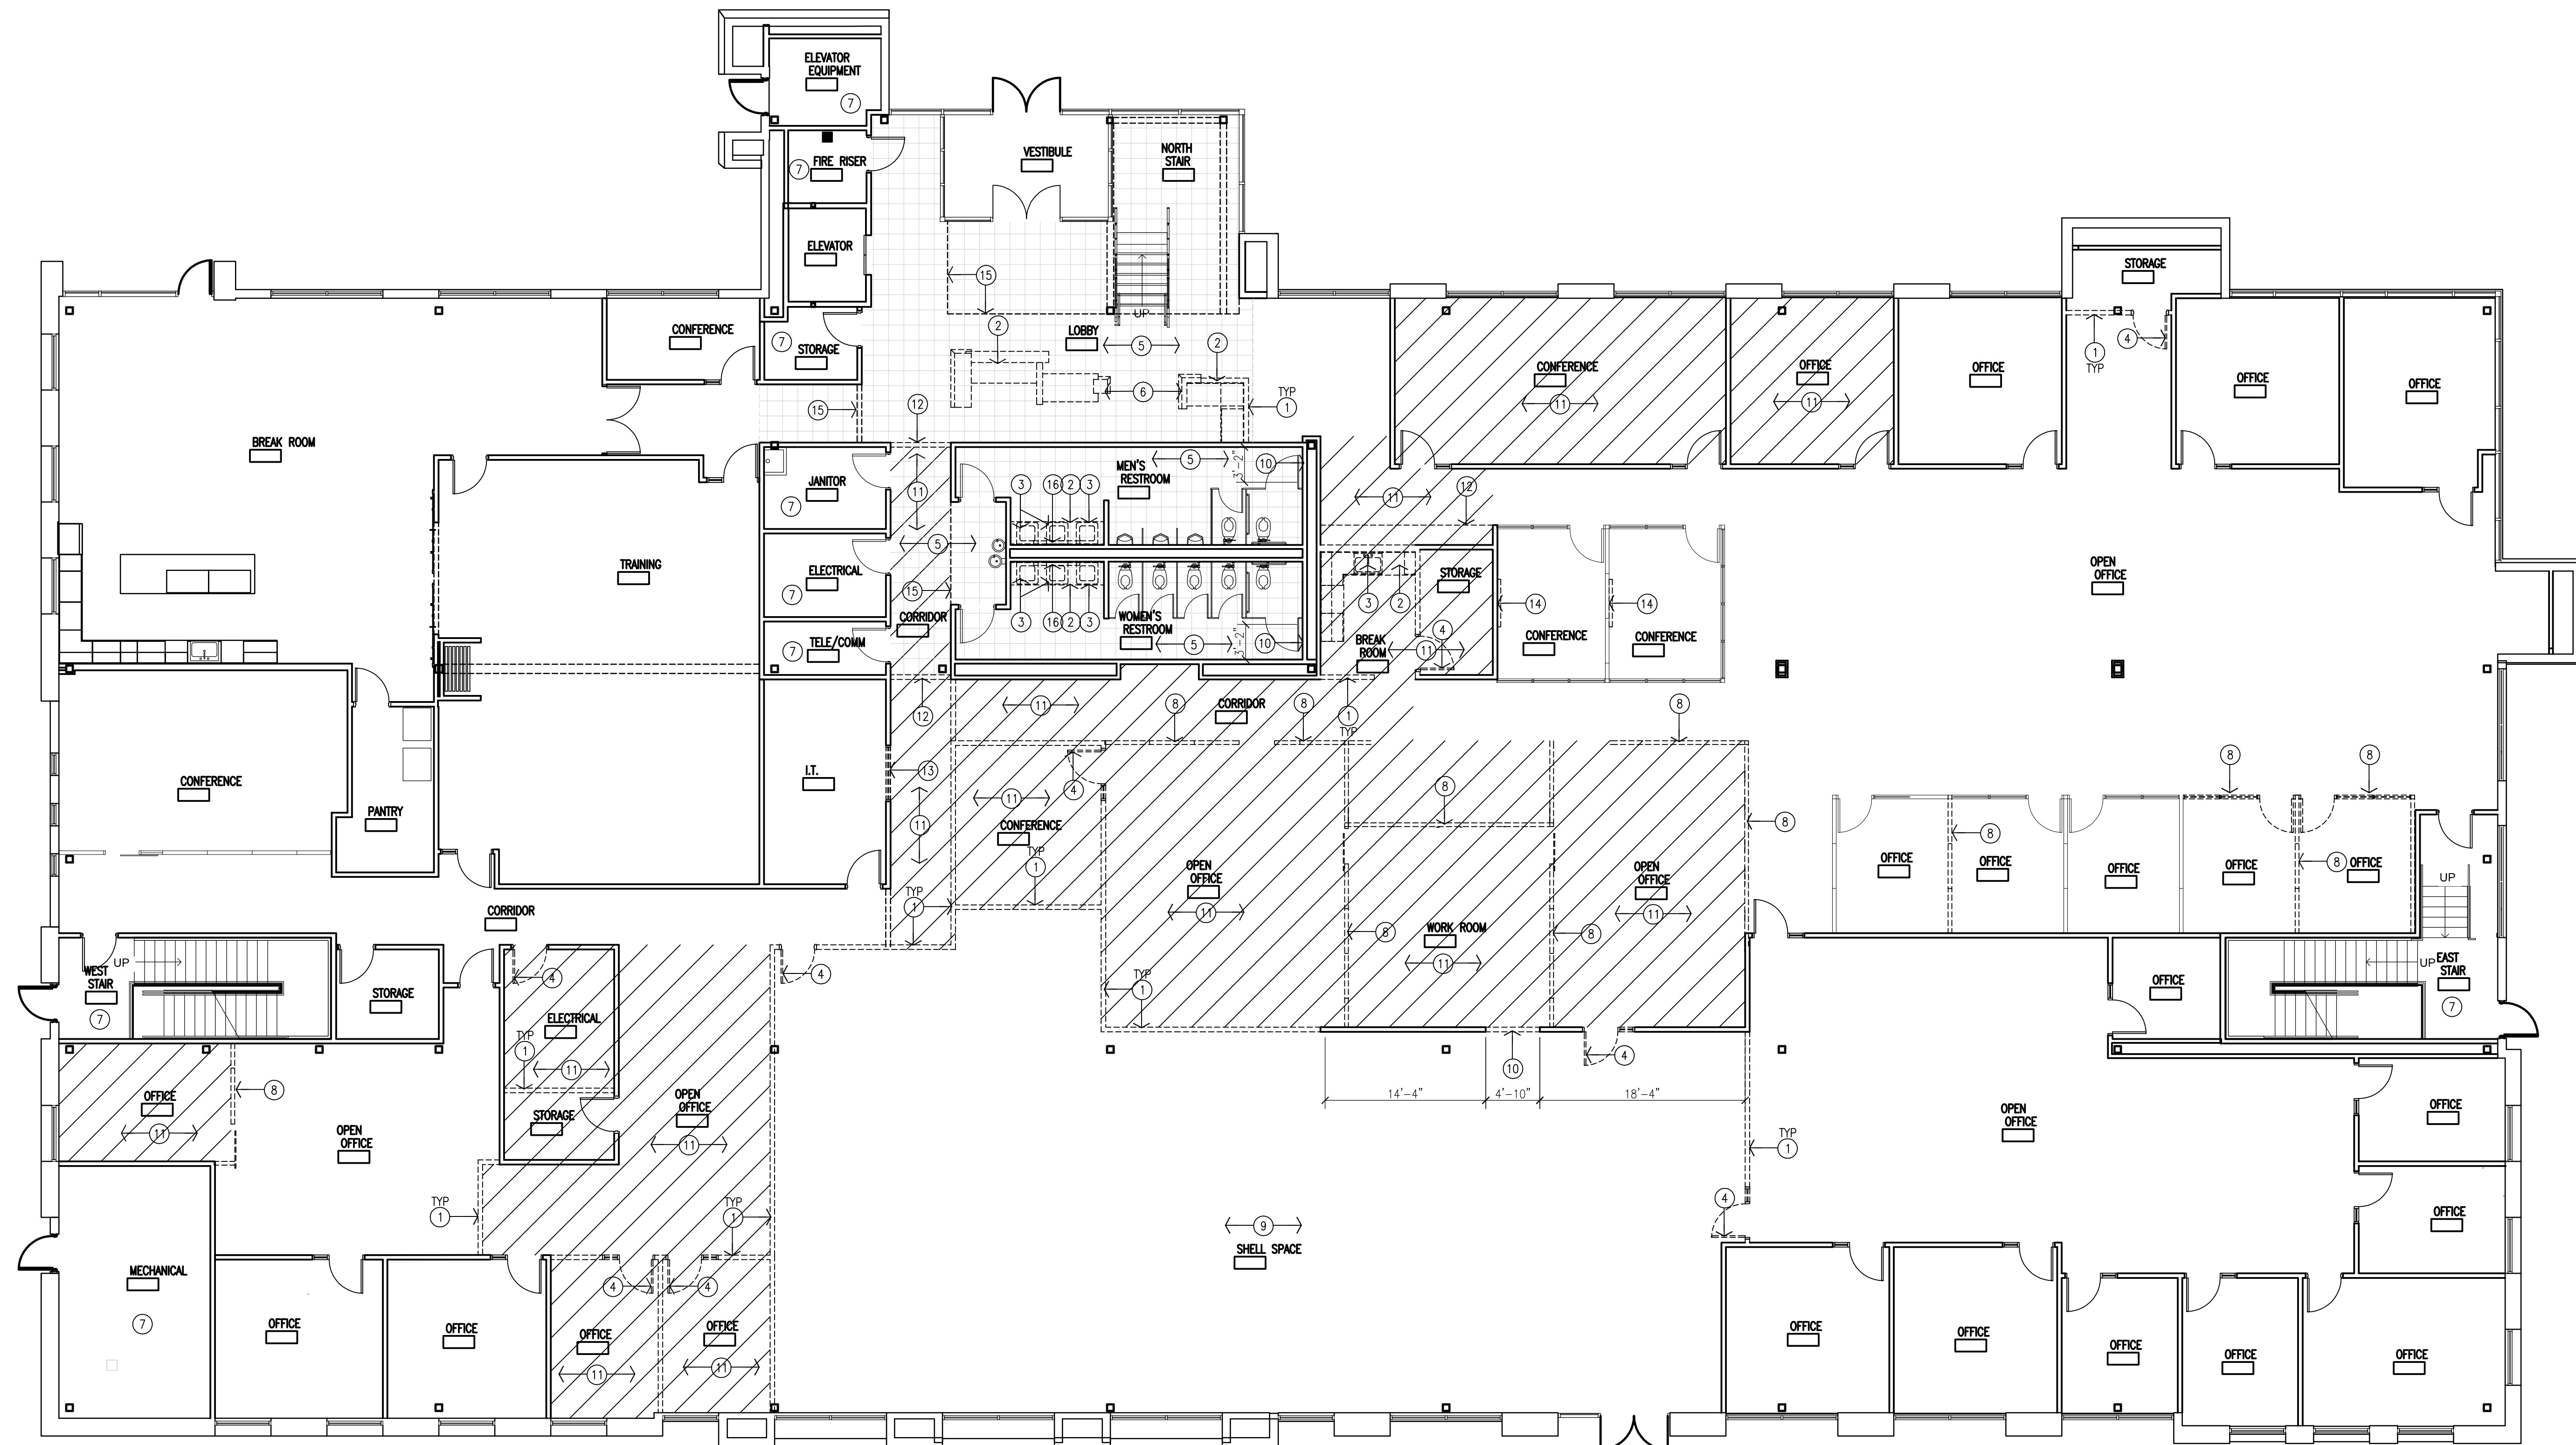 ELEVATOR
EQUIPMENT
7
FIRE RISER
7
VESTIBULE
NORTH
STAIR
ELEVATOR
15
UP
STORAGE
7
CONFERENCE
2
LOBBY
5
2
6
TYP
1
15
12
CONFERENCE
11
OFFICE
11
OFFICE
STORAGE
1
TYP
4
OFFICE
OFFICE
BREAK ROOM
TRAINING
JANITOR
7
11
ELECTRICAL
7
5
15
TELE/COMM
7
CORRIDOR
12
MEN'S
RESTROOM
5
3'-2"
10
3
16
2
3
3
16
2
3
WOMEN'S
RESTROOM
5
3'-2"
10
11
12
STORAGE
3
2
4
BREAK
ROOM
11
1
TYP
14
CONFERENCE
14
CONFERENCE
OPEN
OFFICE
CONFERENCE
PANTRY
I.T.
13
11
11
8
CORRIDOR
8
8
4
11
CONFERENCE
TYP
1
TYP
1
OPEN
OFFICE
11
8
8
WORK ROOM
11
8
OPEN
OFFICE
11
8
8
8
8
8
OFFICE
OFFICE
OFFICE
OFFICE
OFFICE
CORRIDOR
UP
WEST
STAIR
7
STORAGE
4
ELECTRICAL
TYP
1
11
STORAGE
4
TYP
1
10
4
14'-4"
4'-10"
18'-4"
OFFICE
UP
UP
EAST
STAIR
7
OFFICE
11
8
OPEN
OFFICE
OPEN
OFFICE
11
TYP
1
TYP
1
OPEN
OFFICE
TYP
1
4
OFFICE
OFFICE
MECHANICAL
7
OFFICE
OFFICE
4
4
OFFICE
11
OFFICE
11
9
SHELL SPACE
OFFICE
OFFICE
OFFICE
OFFICE
OFFICE